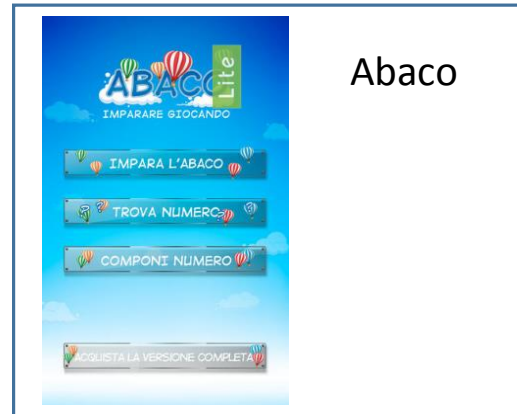 ABACO
Lite
IMPARARE GIOCANDO
IMPARA L'ABACO
TROVA NUMERO
COMPONI NUMERO
ACQUISTA LA VERSIONE COMPLETA
Abaco